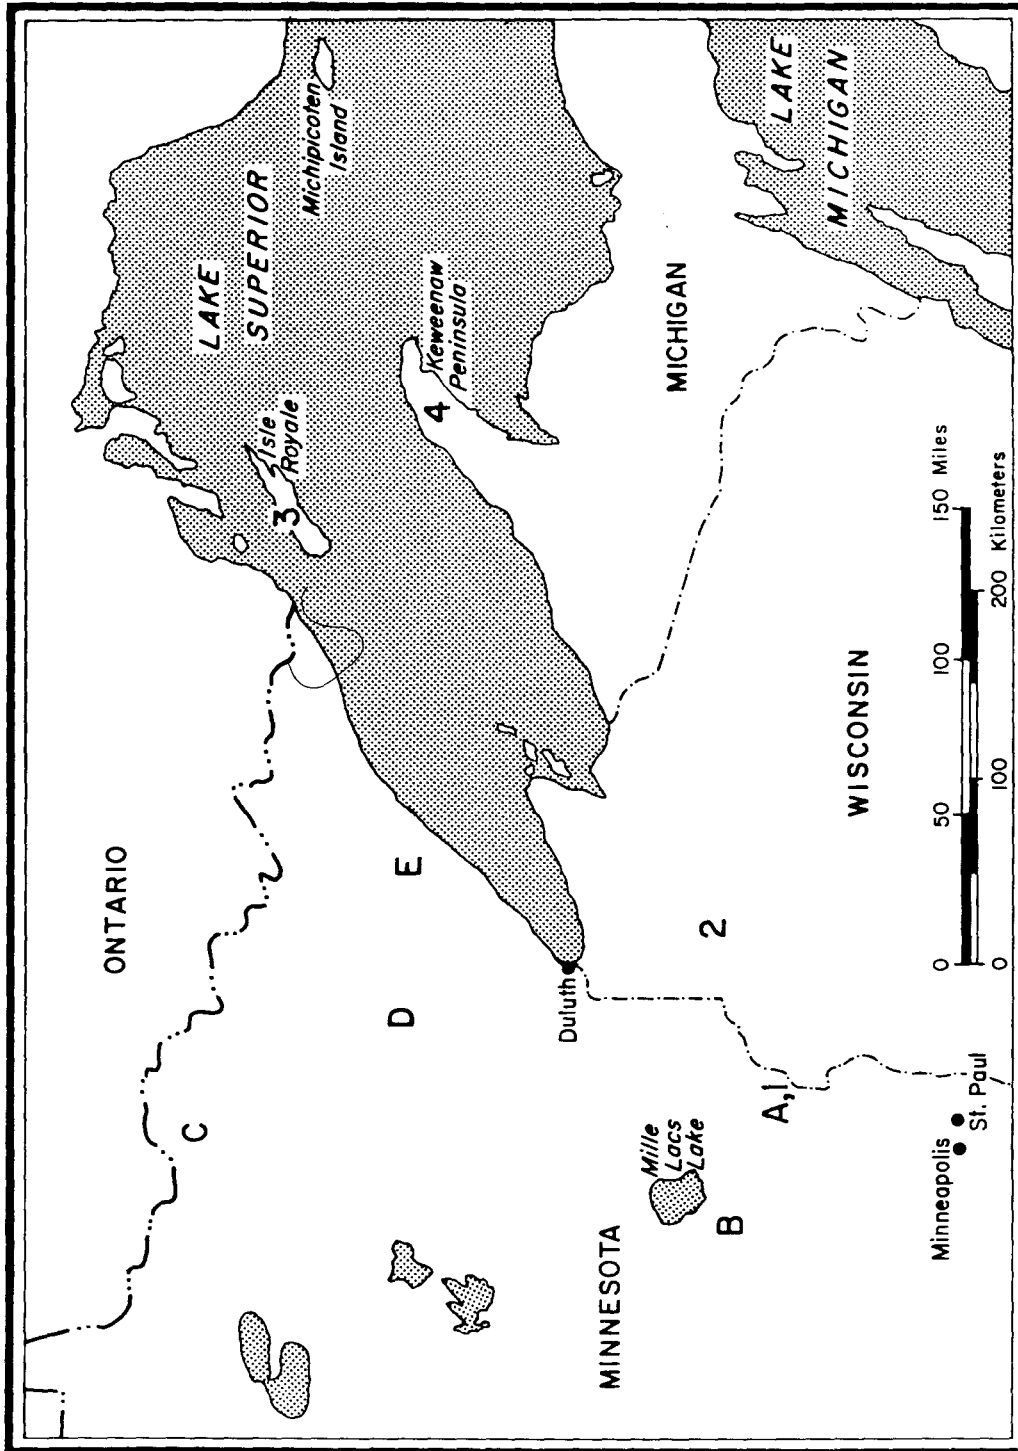 ONTARIO
LAKE
SUPERIOR
Michipicoten
Island
Isle
Royale
3
4
Keweenaw
Peninsula
C
D
E
Duluth
MINNESOTA
Mille
Lacs
Lake
B
A,1
2
MICHIGAN
LAKE
MICHIGAN
WISCONSIN
Minneapolis
St. Paul
0 50 100 150 Miles
0 100 200 Kilometers